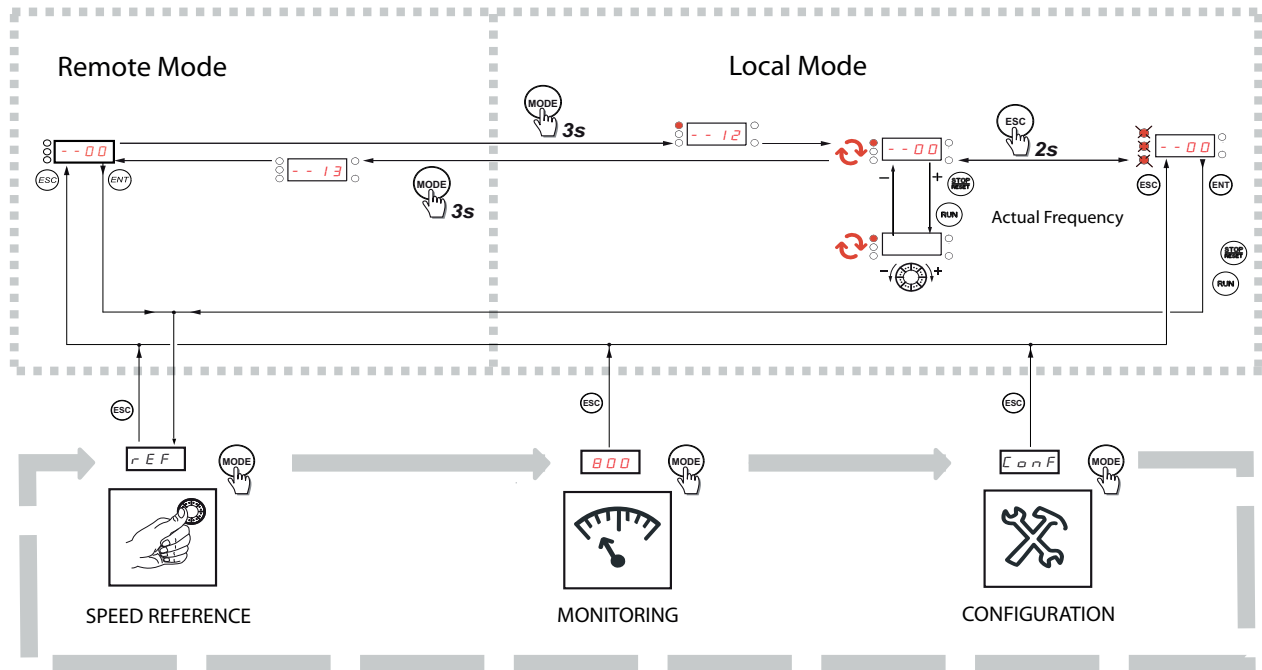 Remote Mode
Local Mode
MODE
3s
- - 12
ESC
2s
- - 00
- - 00
- - 00
- - 13
MODE
3s
ESC
ENT
- +
STOP RESET
RUN
Actual Frequency
ESC
ENT
- +
STOP RESET
RUN
ESC
ESC
ESC
rEF
MODE
800
MODE
ConF
MODE
SPEED REFERENCE
MONITORING
CONFIGURATION